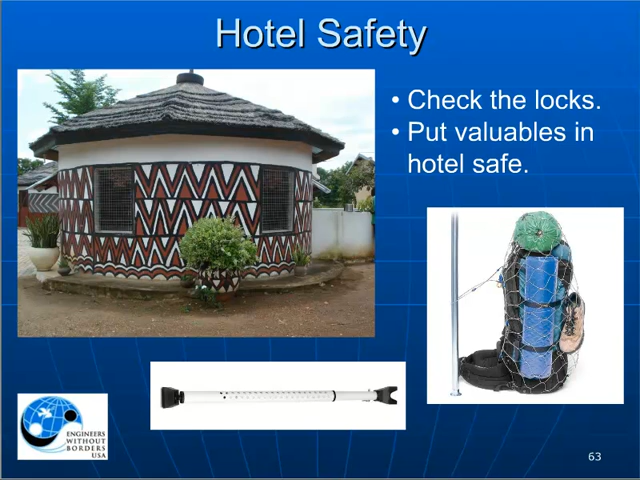 Hotel Safety
• Check the locks.
• Put valuables in
hotel safe.
ENGINEERS
WITHOUT
BORDERS
USA
63